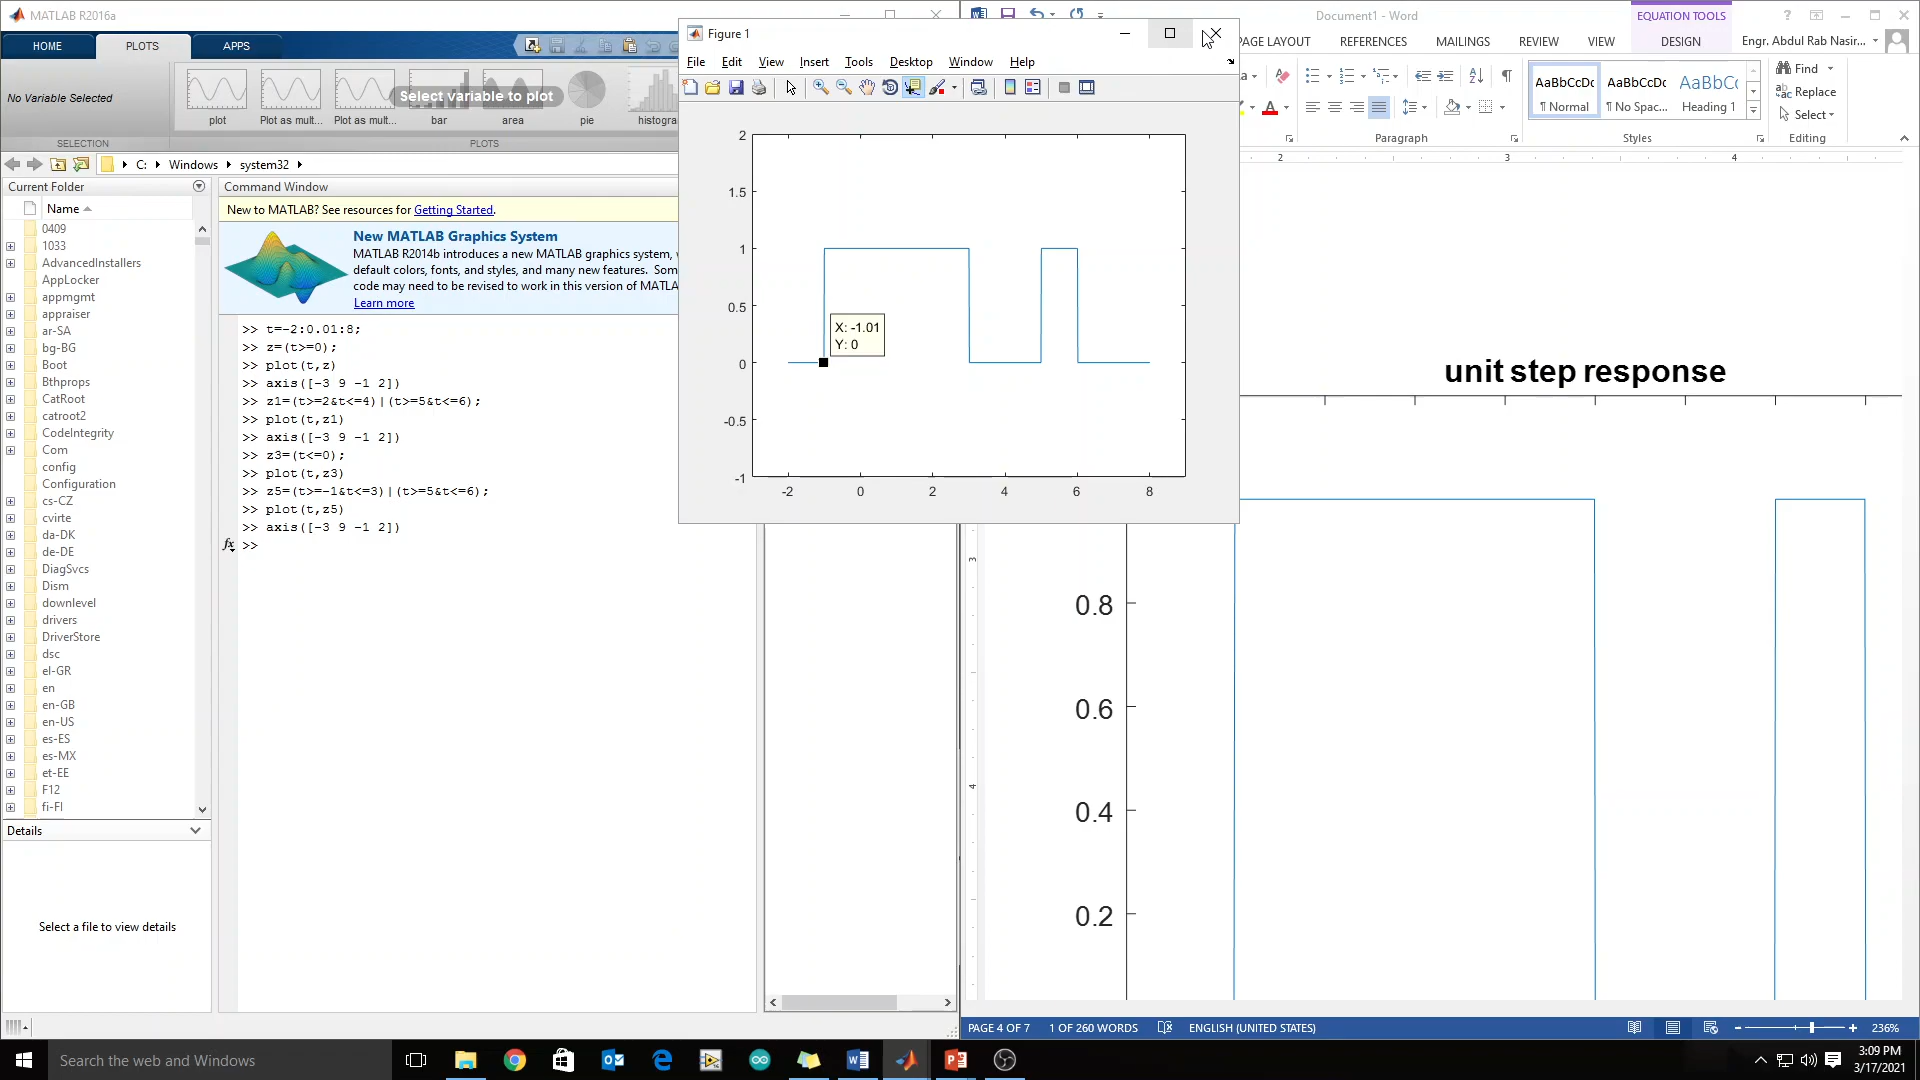 MATLAB R2016a
HOME
PLOTS
APPS
No Variable Selected
plot
Plot as mult...
Plot as mult...
bar
area
pie
histogra
Select variable to plot
SELECTION
PLOTS
C:
Windows
system32
Current Folder
Name
0409
1033
AdvancedInstallers
AppLocker
appmgmt
appraiser
ar-SA
bg-BG
Boot
Bthprops
CatRoot
catroot2
CodeIntegrity
Com
config
Configuration
cs-CZ
cvirte
da-DK
de-DE
DiagSvcs
Dism
downlevel
drivers
DriverStore
dsc
el-GR
en
en-GB
en-US
es-ES
es-MX
et-EE
F12
fi-FI
Details
Select a file to view details
Command Window
New to MATLAB? See resources for Getting Started.
New MATLAB Graphics System
MATLAB R2014b introduces a new MATLAB graphics system,
default colors, fonts, and styles, and many new features. Som
code may need to be revised to work in this version of MATLA
Learn more
>> t=-2:0.01:8;
>> z=(t>=0);
>> plot(t,z)
>> axis([-3 9 -1 2])
>> z1=(t>=2&t<=4)|(t>=5&t<=6);
>> plot(t,z1)
>> axis([-3 9 -1 2])
>> z3=(t<=0);
>> plot(t,z3)
>> z5=(t>=-1&t<=3)|(t>=5&t<=6);
>> plot(t,z5)
>> axis([-3 9 -1 2])
fx >>
Figure 1
File Edit View Insert Tools Desktop Window Help
2
1.5
1
0.5
0
-0.5
-1
-2 0 2 4 6 8
X: -1.01
Y: 0
Document1 - Word
EQUATION TOOLS
PAGE LAYOUT
REFERENCES
MAILINGS
REVIEW
VIEW
DESIGN
Engr. Abdul Rab Nasir...
AaBbCcDc
¶ Normal
AaBbCcDc
¶ No Spac...
AaBbC
Heading 1
Find
Replace
Select
Paragraph
Styles
Editing
2 3 4
unit step response
3
4
0.8
0.6
0.4
0.2
PAGE 4 OF 7
1 OF 260 WORDS
ENGLISH (UNITED STATES)
236%
Search the web and Windows
3:09 PM
3/17/2021